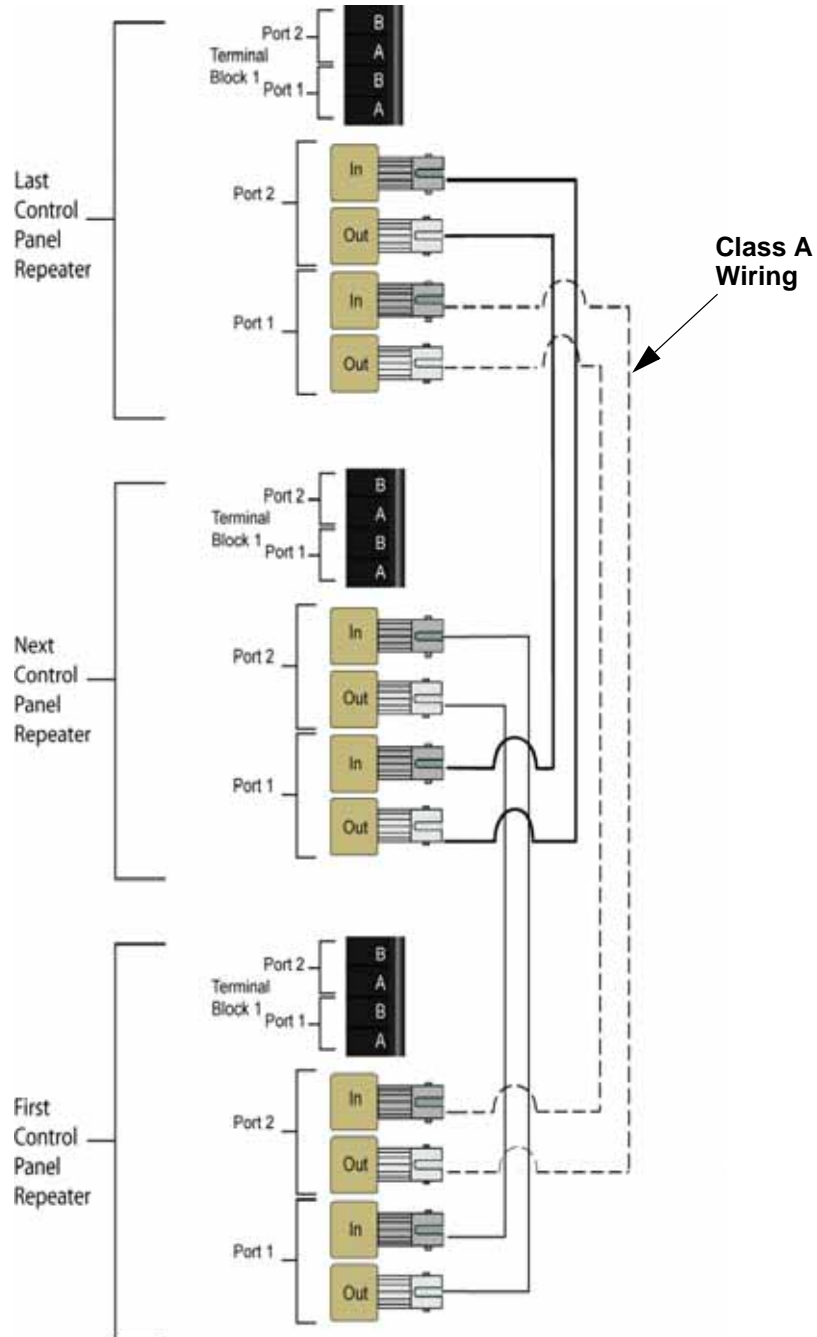 Port 2
Terminal
Block 1
Port 1
B
A
B
A
Last
Control
Panel
Repeater
Port 2
In
Out
Port 1
In
Out
Class A
Wiring
Port 2
Terminal
Block 1
Port 1
B
A
B
A
Next
Control
Panel
Repeater
Port 2
In
Out
Port 1
In
Out
Port 2
Terminal
Block 1
Port 1
B
A
B
A
First
Control
Panel
Repeater
Port 2
In
Out
Port 1
In
Out